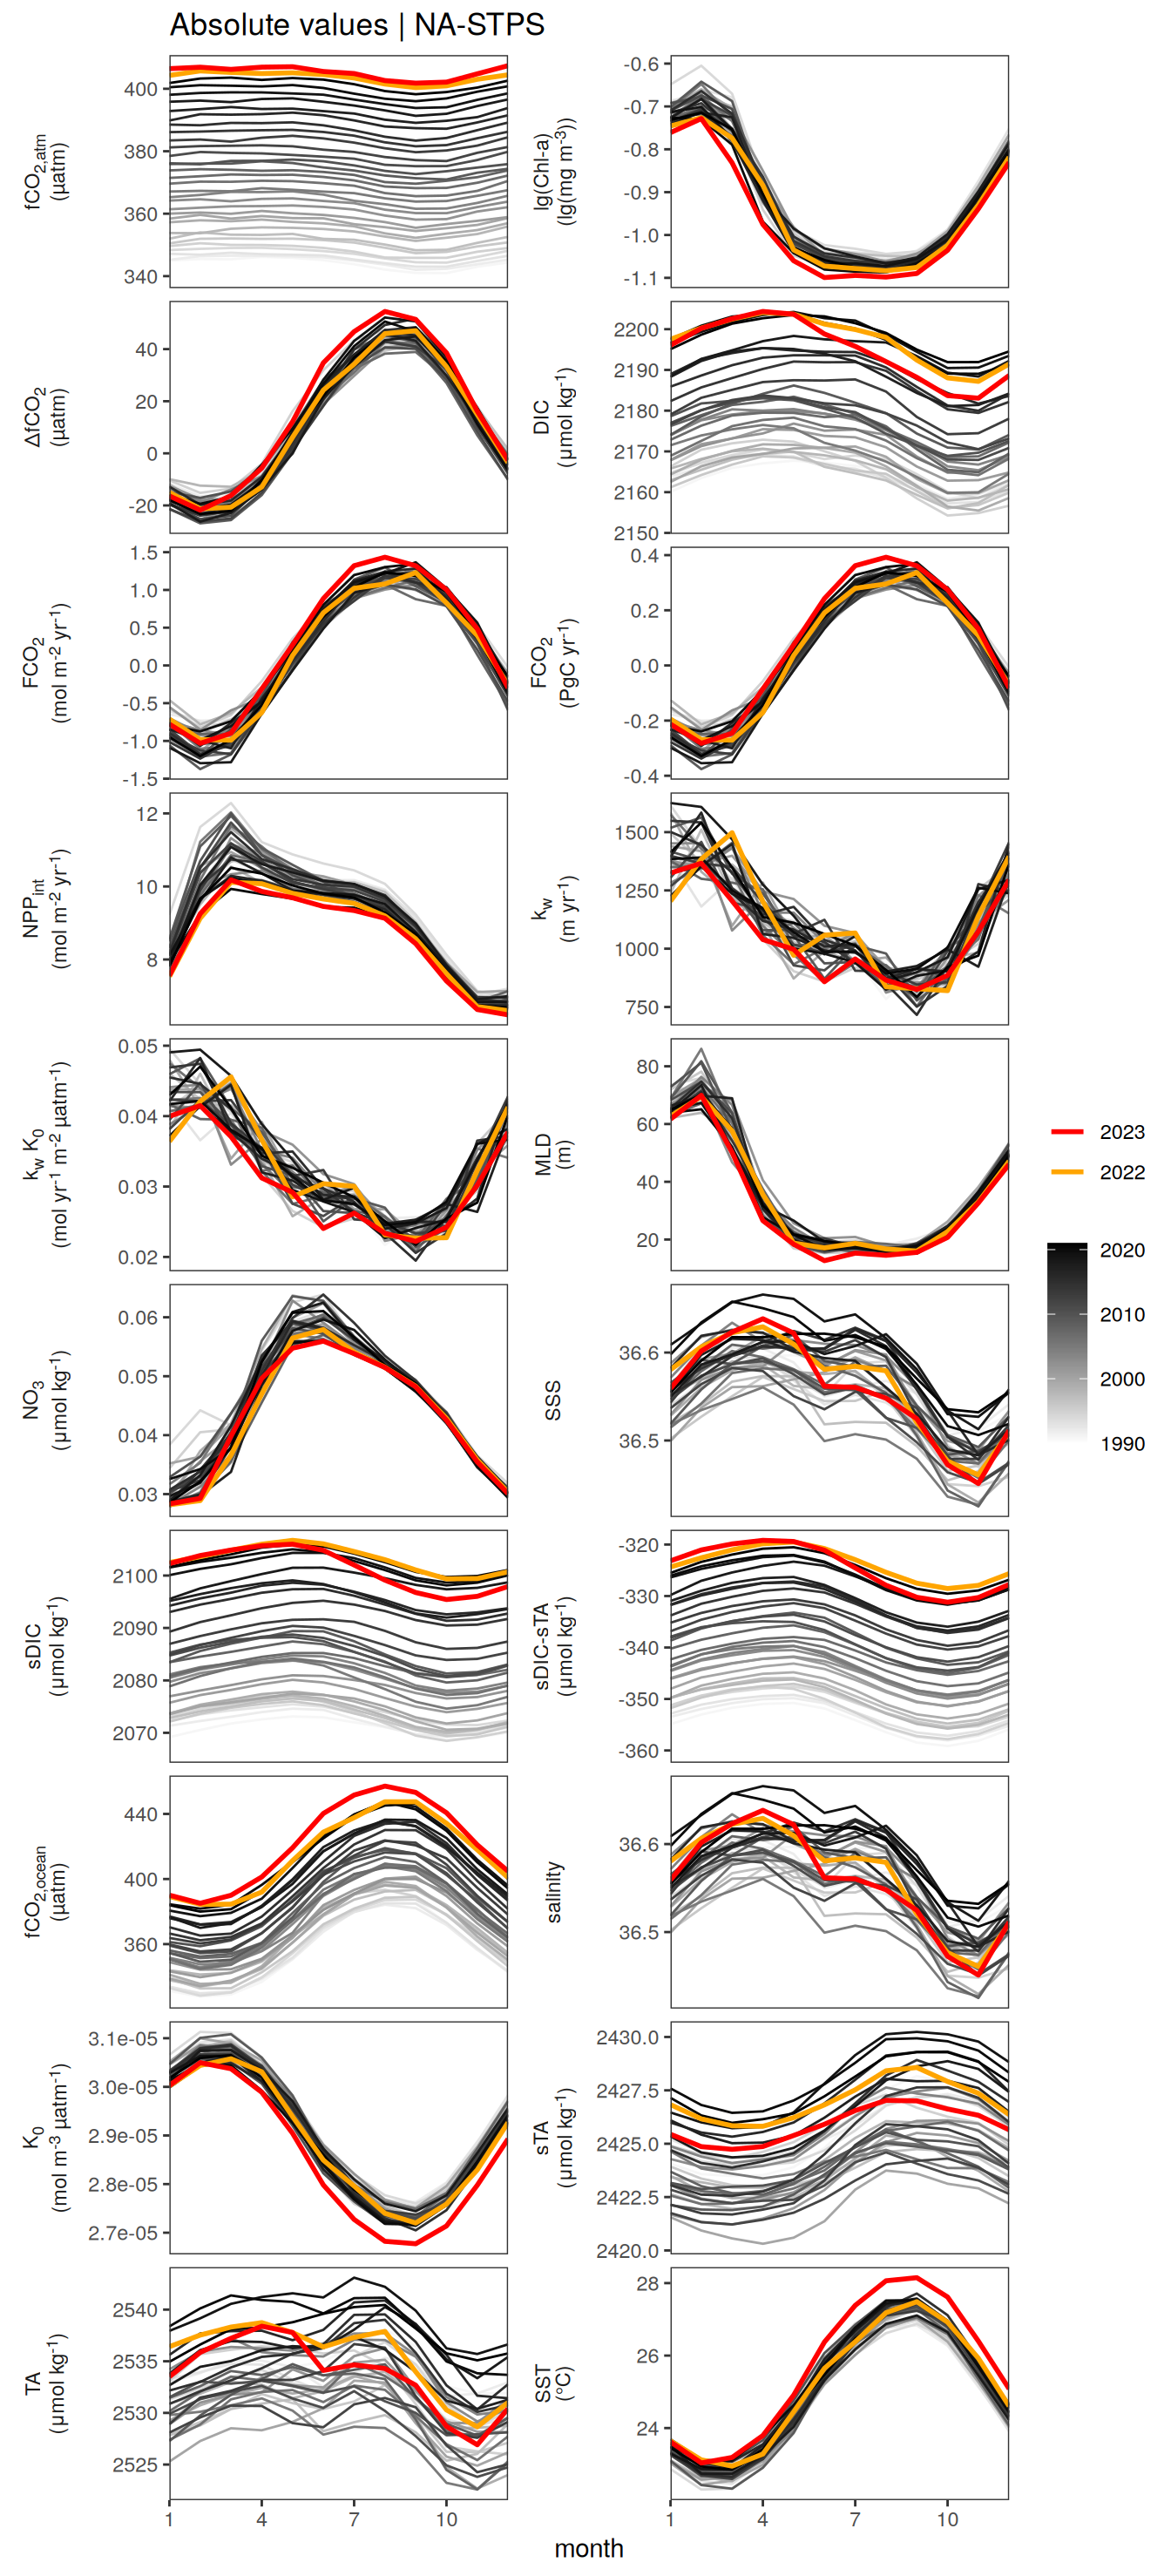 Absolute values | NA-STPS
fCO2,atm
(µatm)
400
380
360
340
lg(Chl-a)
(lg(mg m-3))
-0.6
-0.7
-0.8
-0.9
-1.0
-1.1
ΔfCO2
(µatm)
40
20
0
-20
DIC
(µmol kg-1)
2200
2190
2180
2170
2160
2150
FCO2
(mol m-2 yr-1)
1.5
1.0
0.5
0.0
-0.5
-1.0
-1.5
FCO2
(PgC yr-1)
0.4
0.2
0.0
-0.2
-0.4
NPPint
(mol m-2 yr-1)
12
10
8
kw
(m yr-1)
1500
1250
1000
750
kw K0
(mol yr-1 m-2 µatm-1)
0.05
0.04
0.03
0.02
MLD
(m)
80
60
40
20
2023
2022
2020
2010
2000
1990
NO3
(µmol kg-1)
0.06
0.05
0.04
0.03
SSS
36.6
36.5
sDIC
(µmol kg-1)
2100
2090
2080
2070
sDIC-sTA
(µmol kg-1)
-320
-330
-340
-350
-360
fCO2,ocean
(µatm)
440
400
360
salinity
36.6
36.5
K0
(mol m-3 µatm-1)
3.1e-05
3.0e-05
2.9e-05
2.8e-05
2.7e-05
sTA
(µmol kg-1)
2430.0
2427.5
2425.0
2422.5
2420.0
TA
(µmol kg-1)
2540
2535
2530
2525
SST
(°C)
28
26
24
1 4 7 10
1 4 7 10
month